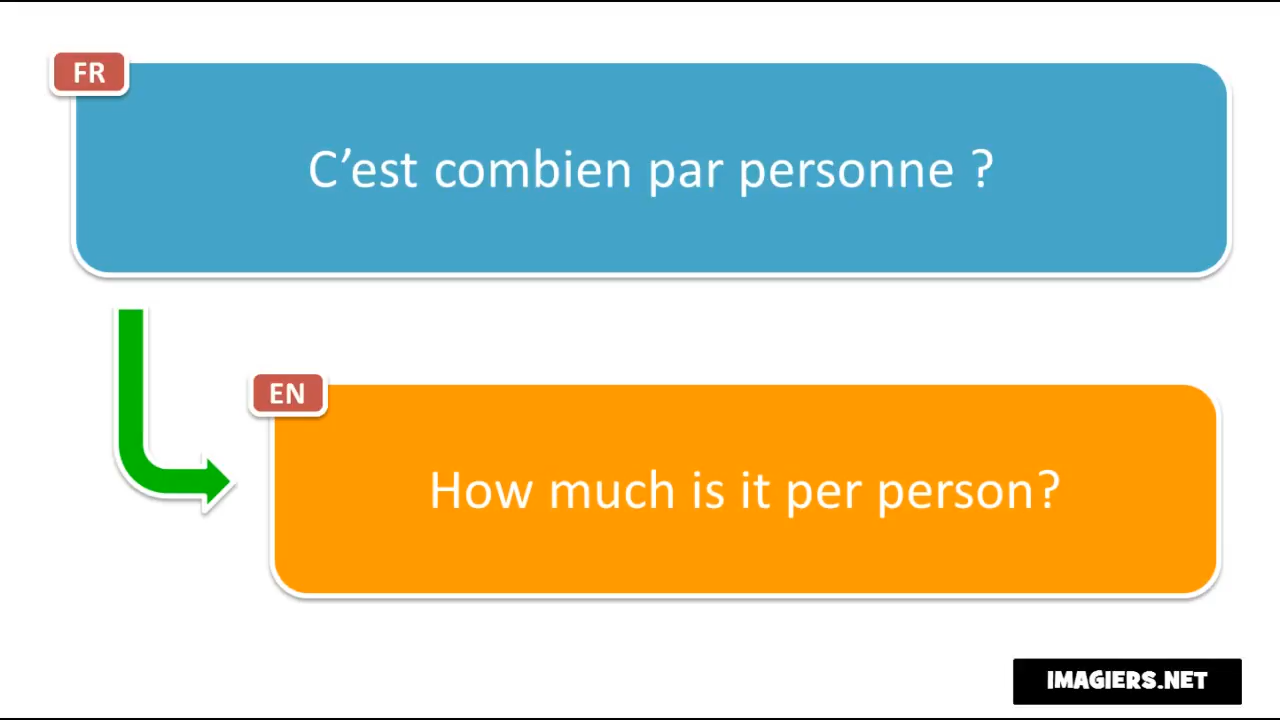 FR
C’est combien par personne ?
EN
How much is it per person?
IMAGIERS.NET